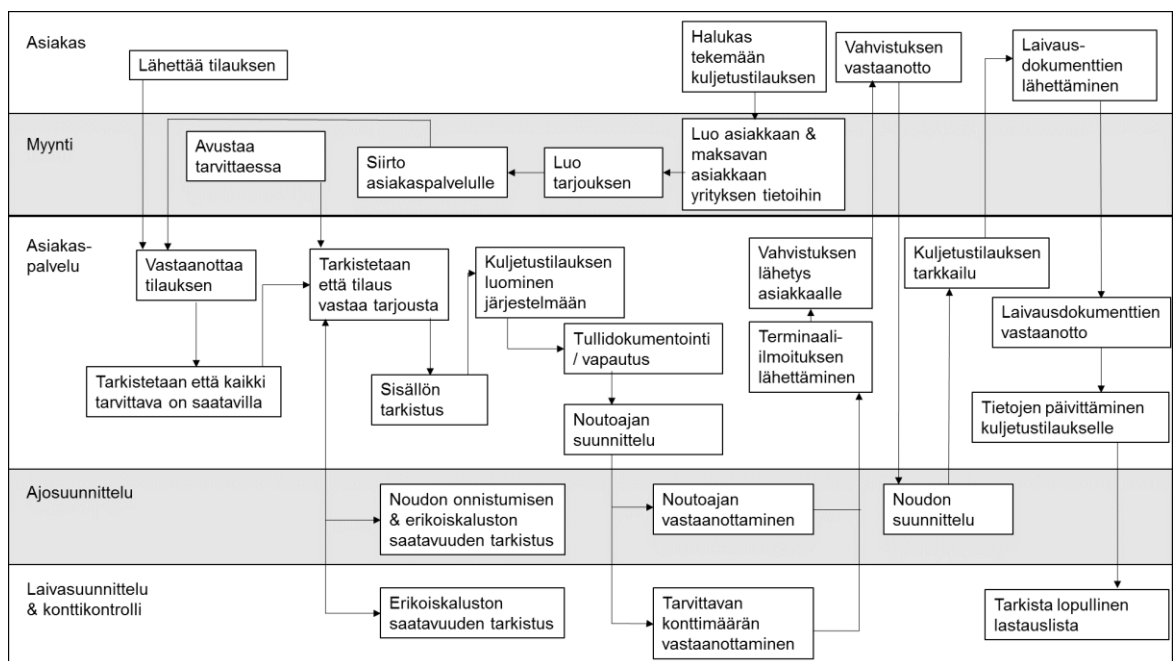 Asiakas
Lähettää tilauksen
Halukas
tekemään
kuljetustilauksen
Vahvistuksen
vastaanotto
Laivaus-
dokumenttien
lähettäminen
Myynti
Avustaa
tarvittaessa
Siirto
asiakaspalvelulle
Luo
tarjouksen
Luo asiakkaan &
maksavan
asiakkaan
yrityksen tietoihin
Asiakas-
palvelu
Vastaanottaa
tilauksen
Tarkistetaan
että tilaus
vastaa tarjousta
Kuljetustilauksen
luominen
järjestelmään
Vahvistuksen
lähetys
asiakkaalle
Kuljetustilauksen
tarkkailu
Laivausdokumenttien
vastaanotto
Tullidokumentointi
/ vapautus
Terminaali-
ilmoituksen
lähettäminen
Tarkistetaan että kaikki
tarvittava on saatavilla
Sisällön
tarkistus
Noutoajan
suunnittelu
Tietojen päivittäminen
kuljetustilaukselle
Ajosuunnittelu
Noudon onnistumisen
& erikoiskaluston
saatavuuden tarkistus
Noutoajan
vastaanottaminen
Noudon
suunnittelu
Laivasuunnittelu
& konttikontrolli
Erikoiskaluston
saatavuuden tarkistus
Tarvittavan
konttimäärän
vastaanottaminen
Tarkista lopullinen
lastauslista